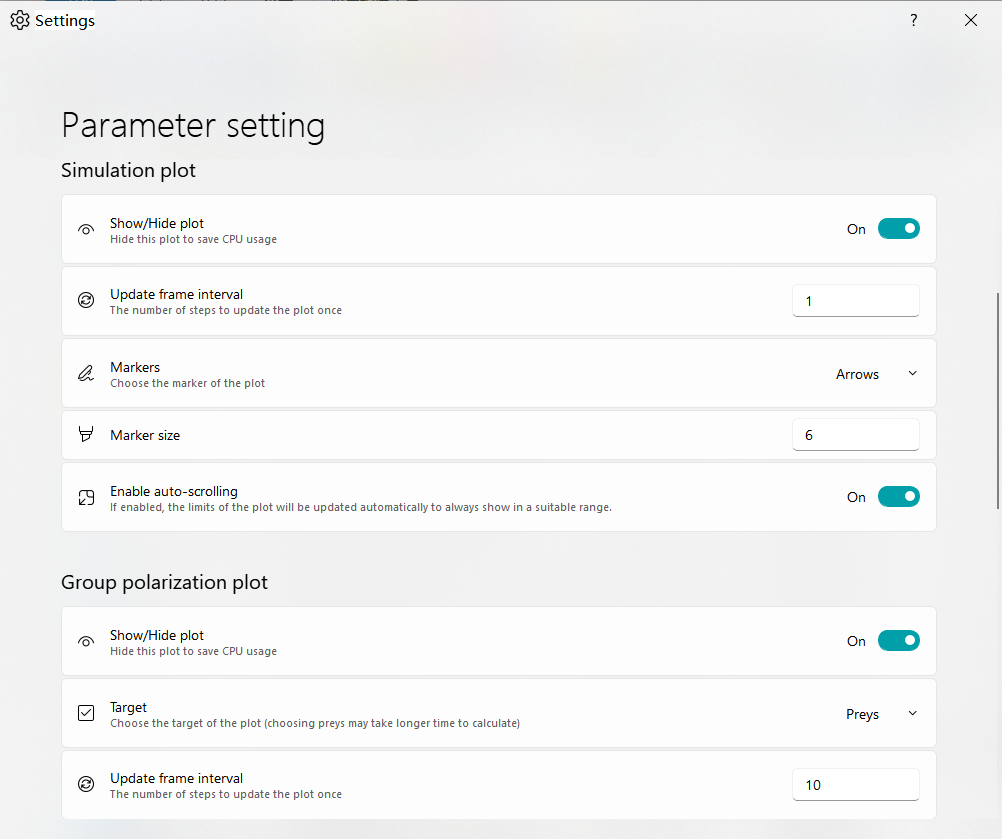 Settings
?
Parameter setting
Simulation plot
Show/Hide plot
Hide this plot to save CPU usage
On
Update frame interval
The number of steps to update the plot once
1
Markers
Choose the marker of the plot
Arrows
Marker size
6
Enable auto-scrolling
If enabled, the limits of the plot will be updated automatically to always show in a suitable range.
On
Group polarization plot
Show/Hide plot
Hide this plot to save CPU usage
On
Target
Choose the target of the plot (choosing preys may take longer time to calculate)
Preys
Update frame interval
The number of steps to update the plot once
10